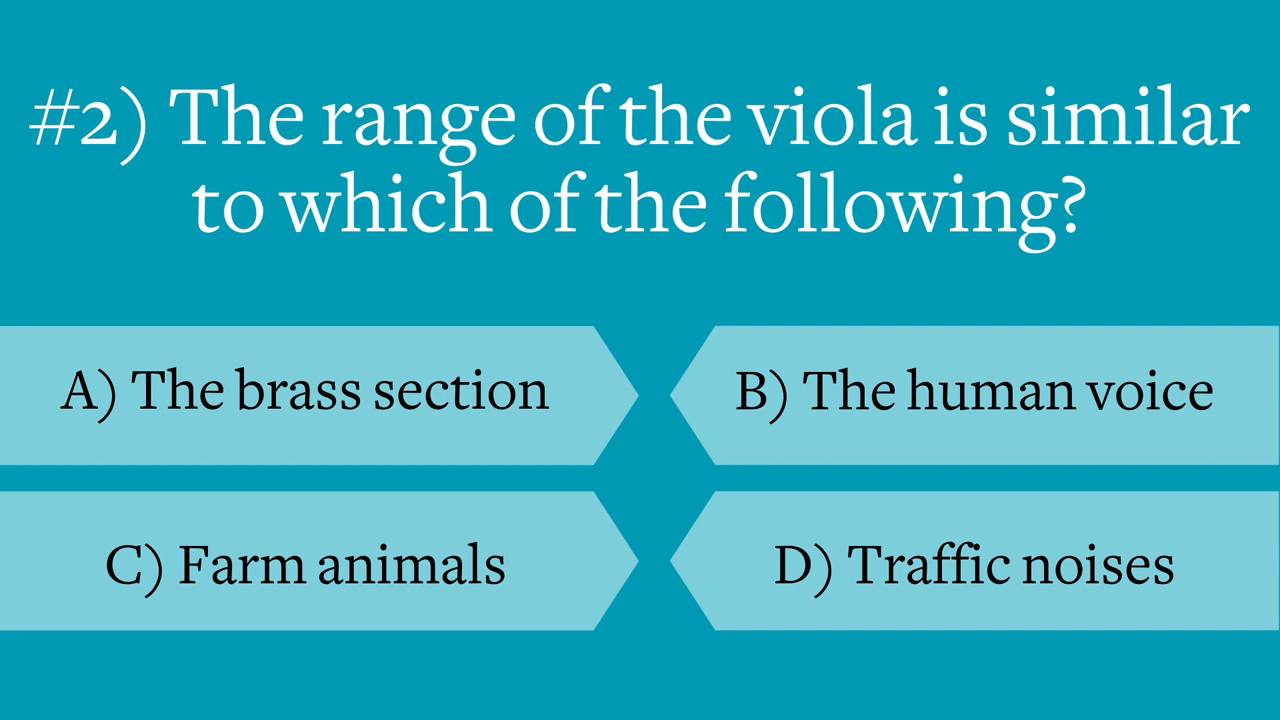 #2) The range of the viola is similar
to which of the following?
A) The brass section
B) The human voice
C) Farm animals
D) Traffic noises